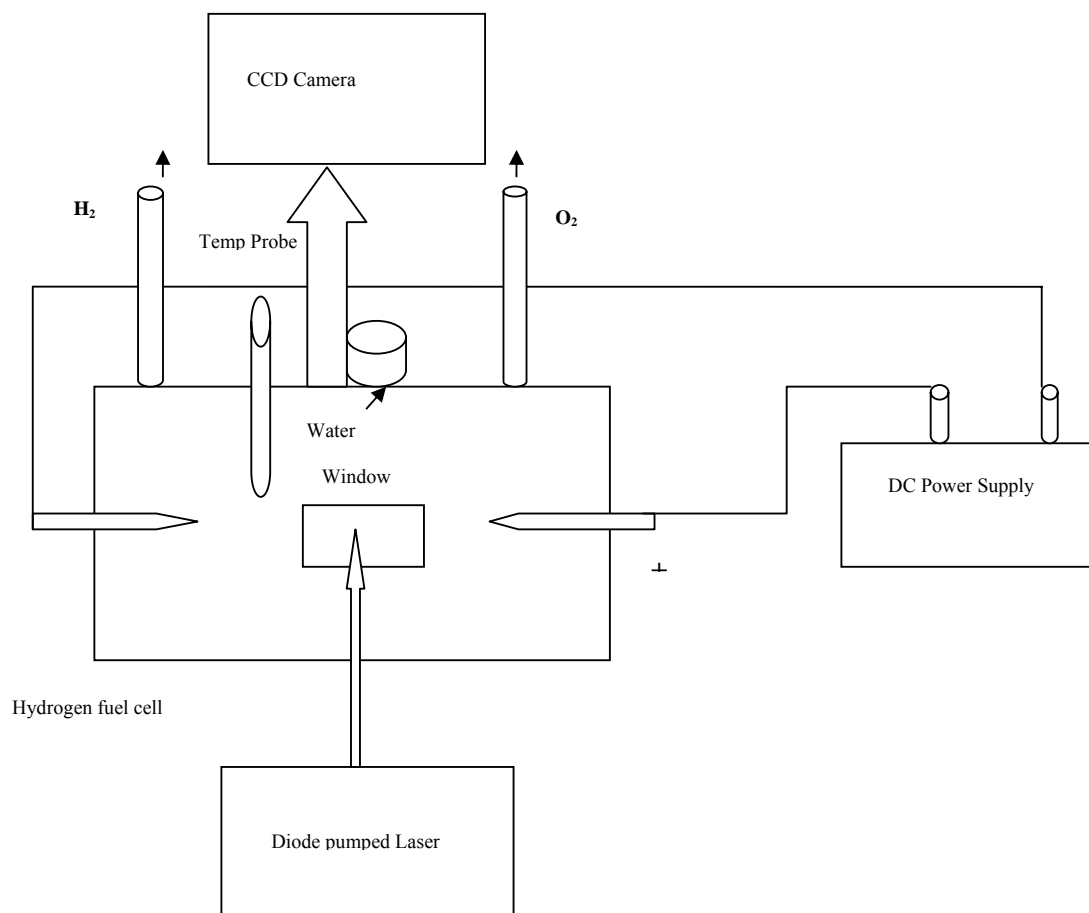 CCD Camera
H₂
O₂
Temp Probe
Water
Window
DC Power Supply
+
Hydrogen fuel cell
Diode pumped Laser